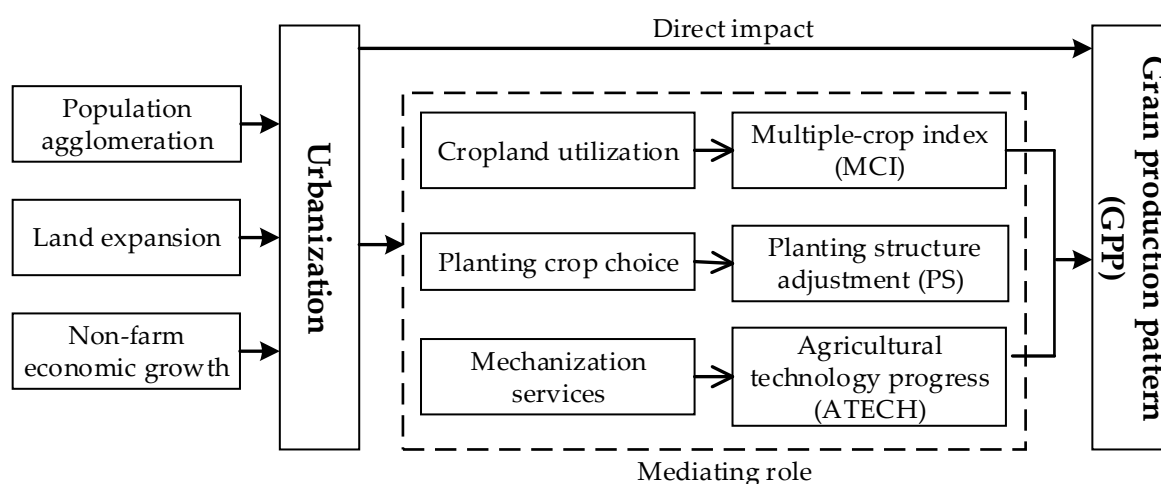 Direct impact
Population
agglomeration
Land expansion
Non-farm
economic growth
Urbanization
Cropland utilization
Multiple-crop index
(MCI)
Planting crop choice
Planting structure
adjustment (PS)
Mechanization
services
Agricultural
technology progress
(ATECH)
Mediating role
Grain production pattern
(GPP)